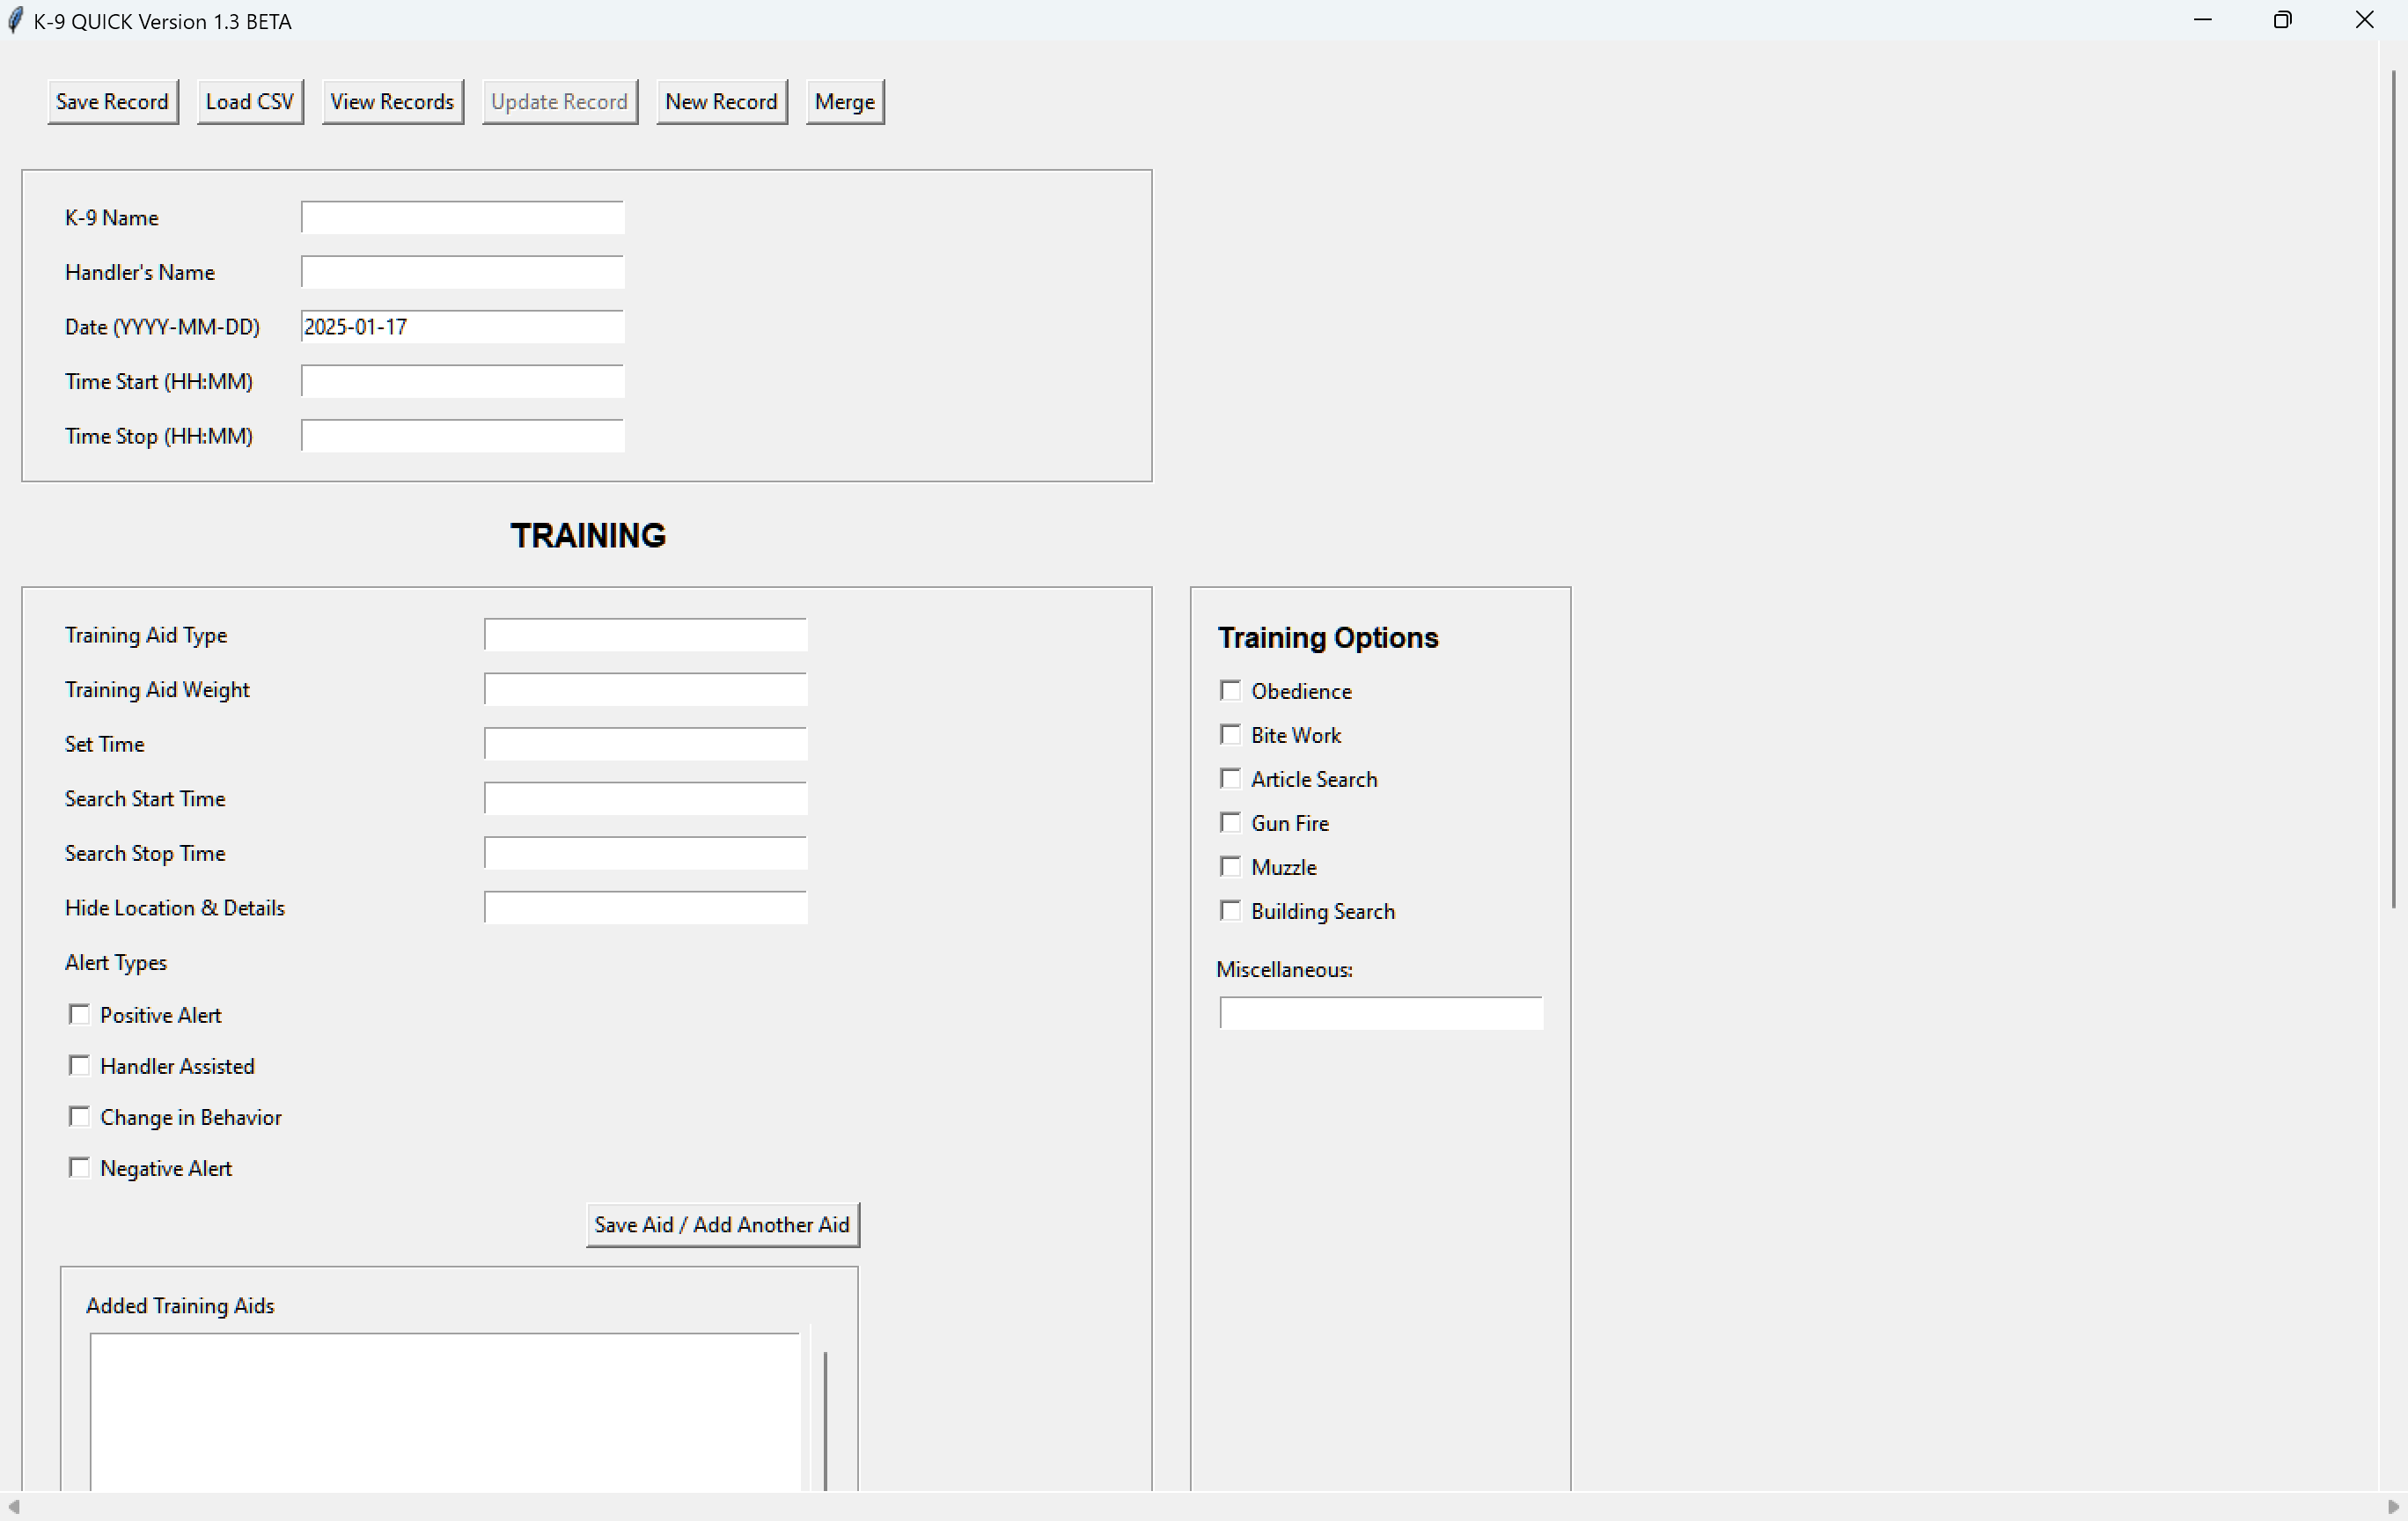 K-9 QUICK Version 1.3 BETA
Save Record Load CSV View Records Update Record New Record Merge
K-9 Name
Handler's Name
Date (YYYY-MM-DD) 2025-01-17
Time Start (HH:MM)
Time Stop (HH:MM)
TRAINING
Training Aid Type
Training Aid Weight
Set Time
Search Start Time
Search Stop Time
Hide Location & Details
Alert Types
Positive Alert
Handler Assisted
Change in Behavior
Negative Alert
Save Aid / Add Another Aid
Added Training Aids
Training Options
Obedience
Bite Work
Article Search
Gun Fire
Muzzle
Building Search
Miscellaneous: